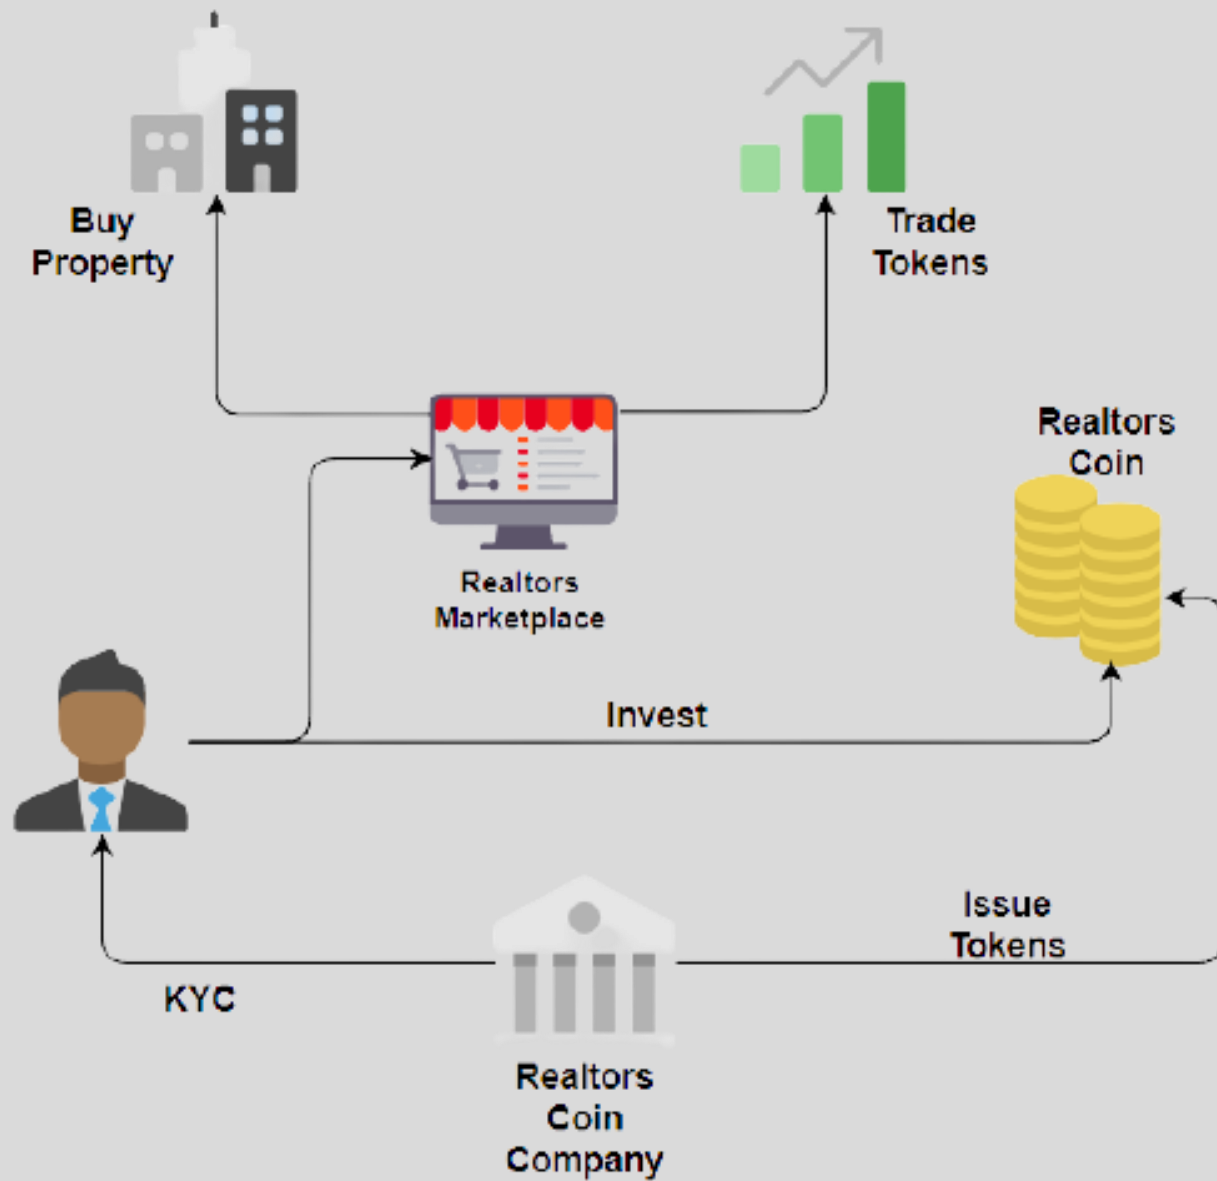 Buy
Property
Trade
Tokens
Realtors
Coin
Realtors
Marketplace
Invest
Issue
Tokens
KYC
Realtors
Coin
Company